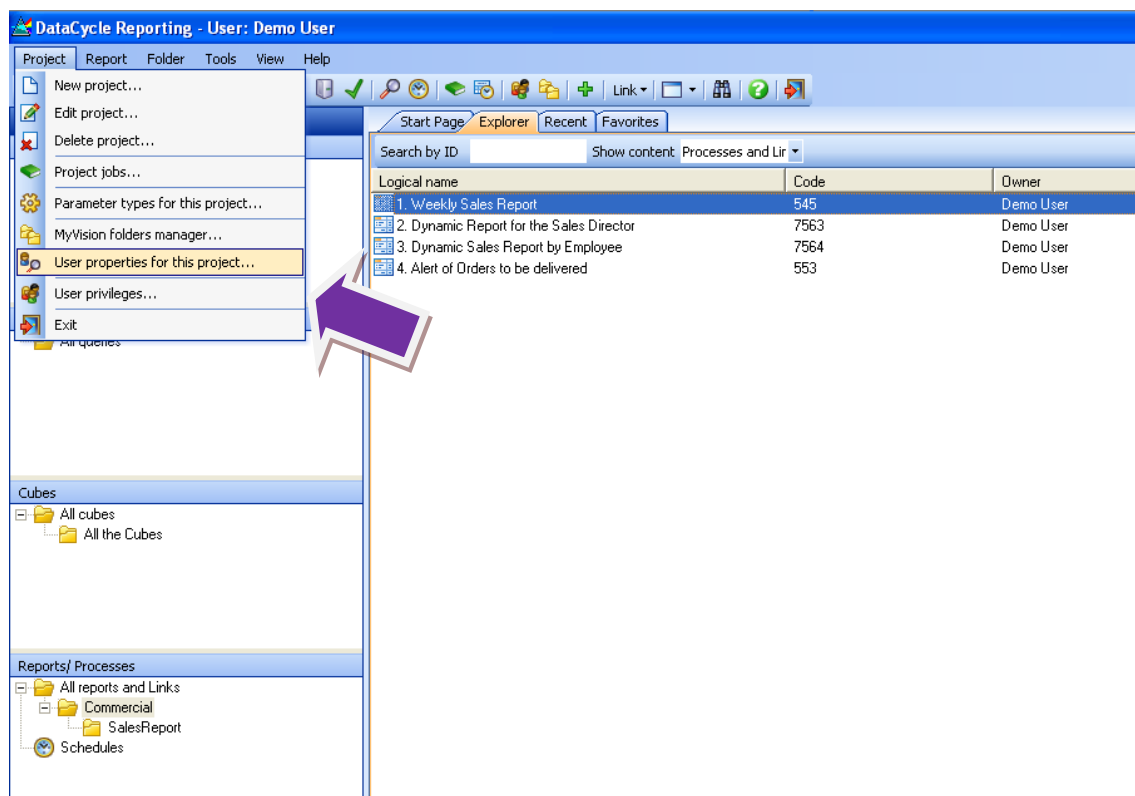 DataCycle Reporting - User: Demo User
Project Report Folder Tools View Help
New project...
Edit project...
Delete project...
Project jobs...
Parameter types for this project...
MyVision folders manager...
User properties for this project...
User privileges...
Exit
Link
Start Page Explorer Recent Favorites
Search by ID Show content Processes and Lir
Logical name Code Owner
1. Weekly Sales Report 545 Demo User
2. Dynamic Report for the Sales Director 7563 Demo User
3. Dynamic Sales Report by Employee 7564 Demo User
4. Alert of Orders to be delivered 553 Demo User
All queries
Cubes
All cubes
All the Cubes
Reports/ Processes
All reports and Links
Commercial
SalesReport
Schedules